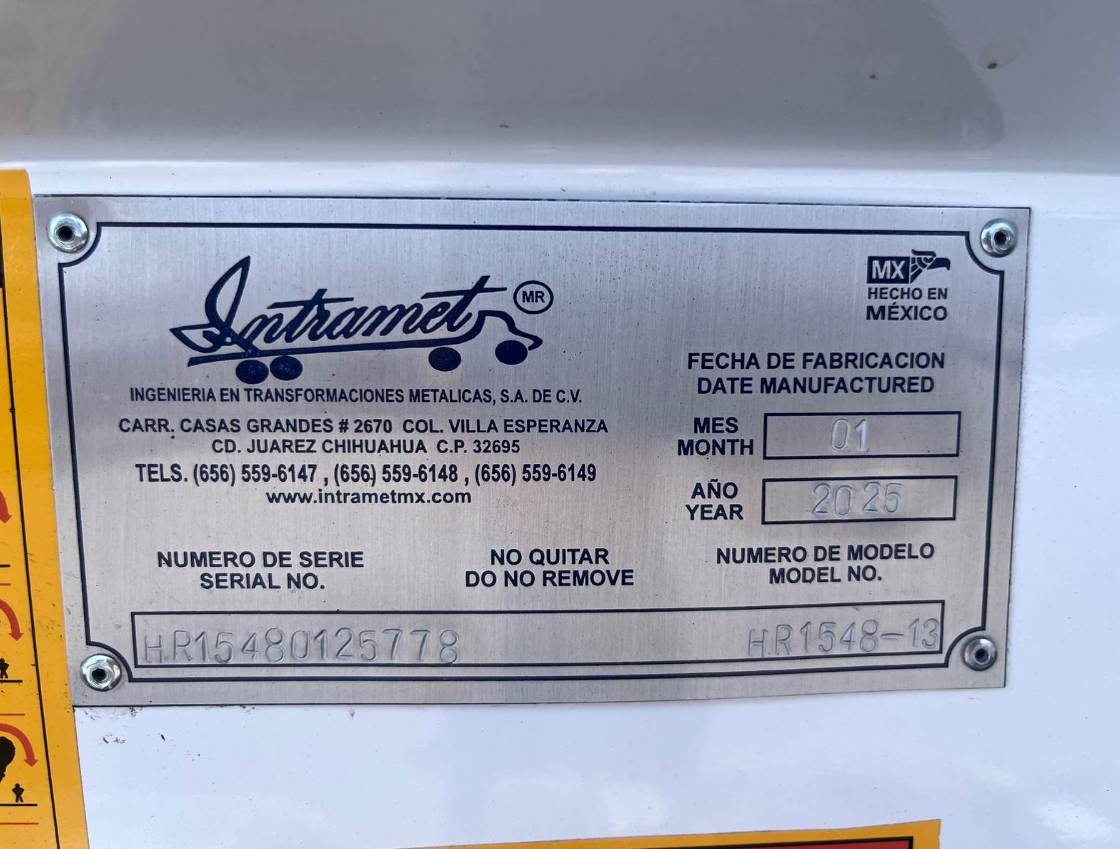 Intramet MR
INGENIERIA EN TRANSFORMACIONES METALICAS, S.A. DE C.V.
CARR. CASAS GRANDES # 2670 COL. VILLA ESPERANZA
CD. JUAREZ CHIHUAHUA C.P. 32695
TELS. (656) 559-6147 , (656) 559-6148 , (656) 559-6149
www.intrametmx.com
MX
HECHO EN
MÉXICO
FECHA DE FABRICACION
DATE MANUFACTURED
MES
MONTH
01
AÑO
YEAR
2025
NUMERO DE SERIE
SERIAL NO.
NO QUITAR
DO NO REMOVE
NUMERO DE MODELO
MODEL NO.
HR15480125778
HR1548-13